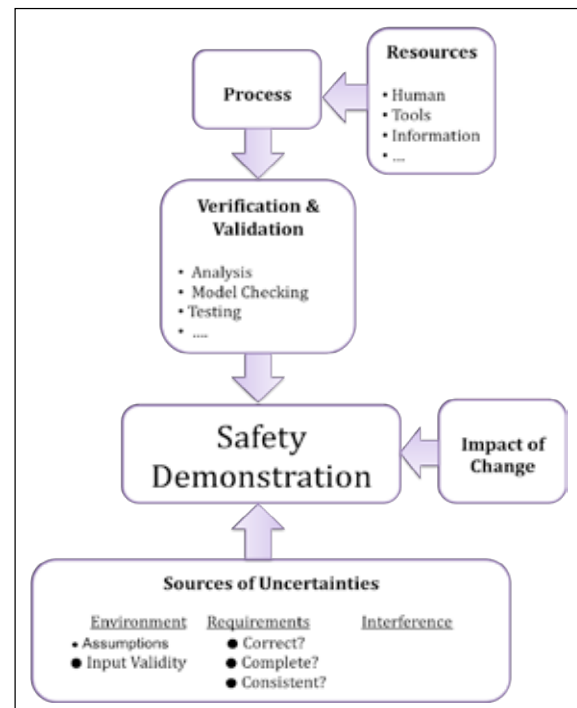 Resources
• Human
• Tools
• Information
• ....
Process
Verification &
Validation
• Analysis
• Model Checking
• Testing
• ....
Safety
Demonstration
Impact of
Change
Sources of Uncertainties
Environment Requirements Interference
• Assumptions ● Correct?
● Input Validity ● Complete?
● Consistent?